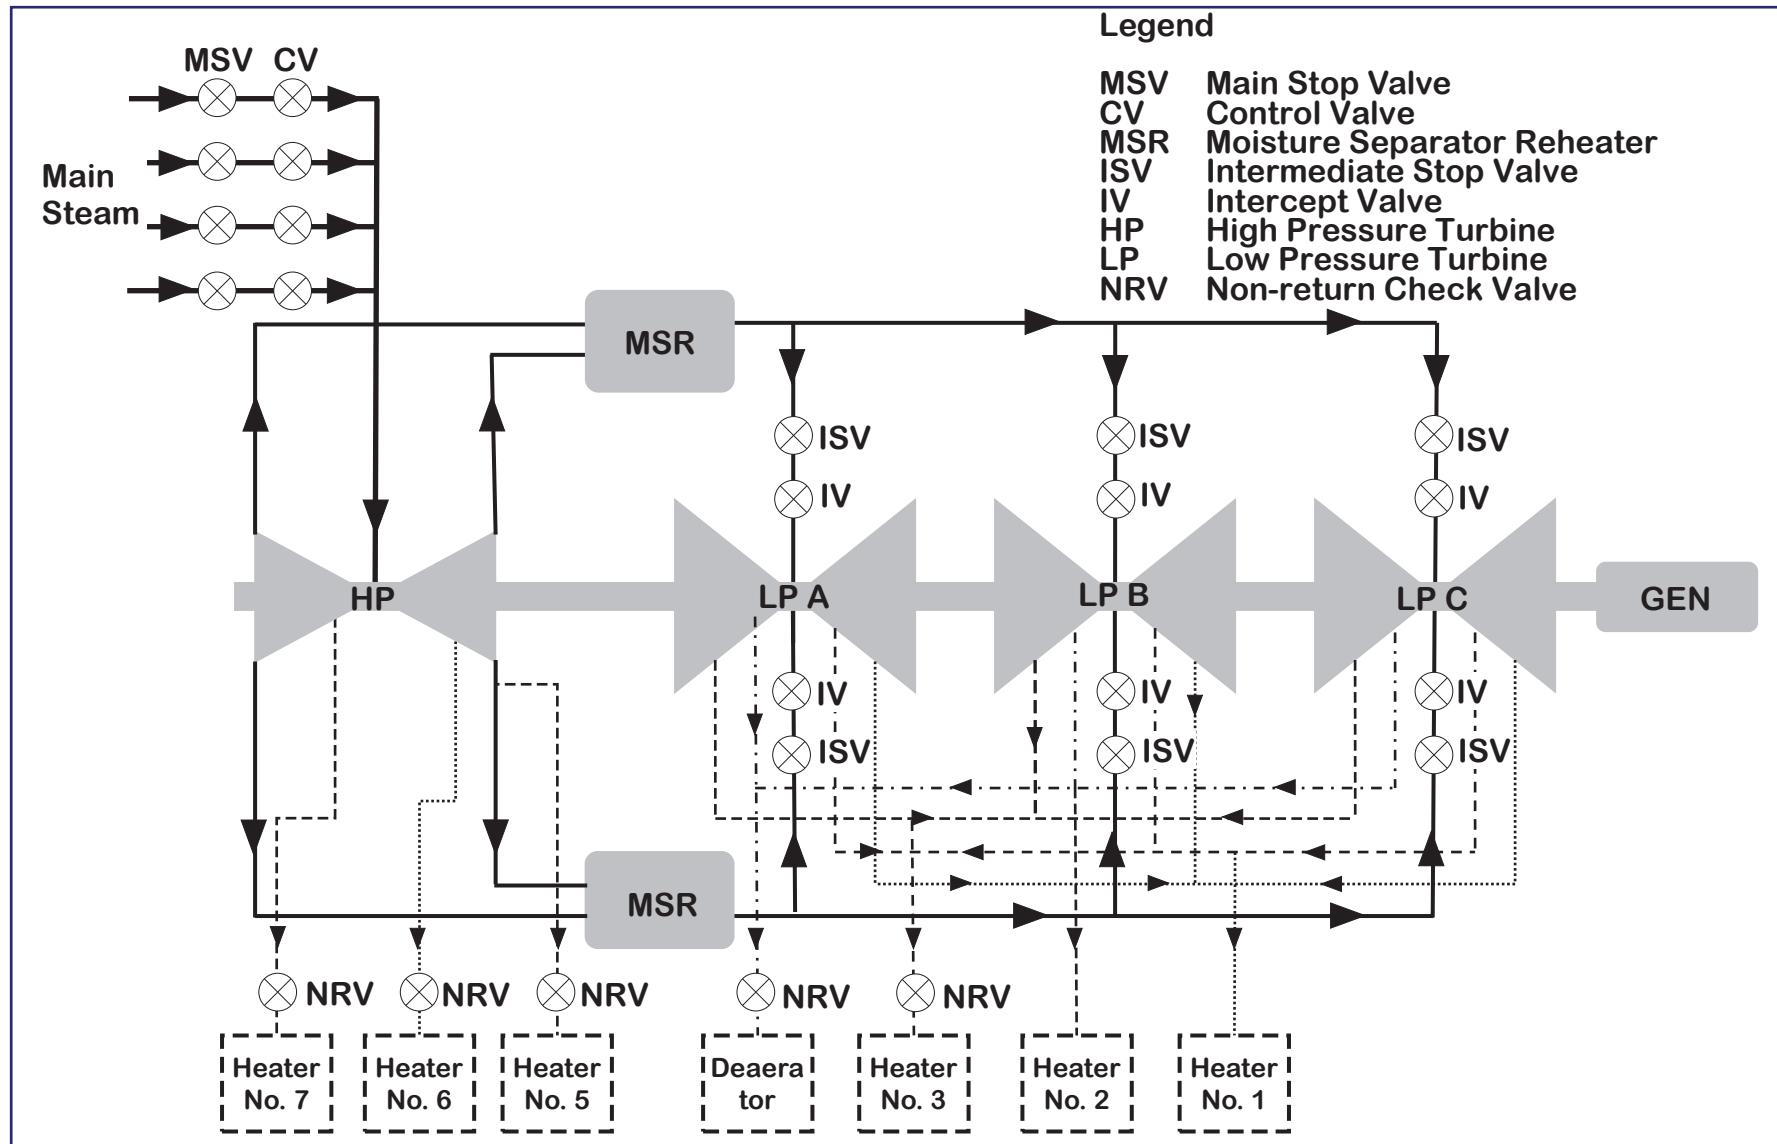 Legend
MSV Main Stop Valve
CV Control Valve
MSR Moisture Separator Reheater
ISV Intermediate Stop Valve
IV Intercept Valve
HP High Pressure Turbine
LP Low Pressure Turbine
NRV Non-return Check Valve
MSV CV
Main
Steam
MSR
ISV ISV ISV
IV IV IV
HP LP A LP B LP C GEN
IV IV IV
ISV ISV ISV
MSR
NRV NRV NRV NRV NRV
Heater
No. 7
Heater
No. 6
Heater
No. 5
Deaera
tor
Heater
No. 3
Heater
No. 2
Heater
No. 1